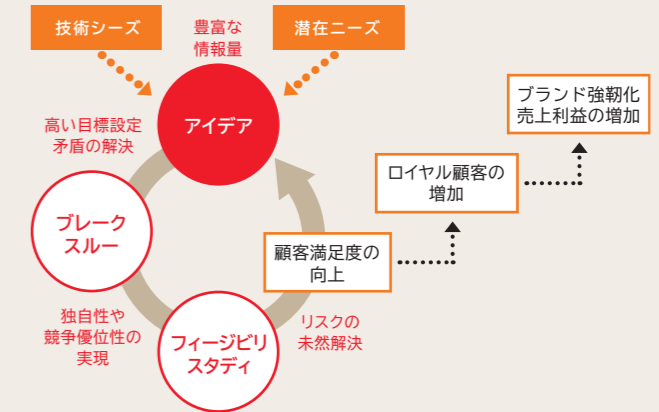 技術シーズ
豊富な
情報量
潜在ニーズ
アイデア
高い目標設定
矛盾の解決
ブレーク
スルー
独自性や
競争優位性の
実現
フィージビリ
スタディ
リスクの
未然解決
顧客満足度の
向上
ロイヤル顧客の
増加
ブランド強靭化
売上利益の増加